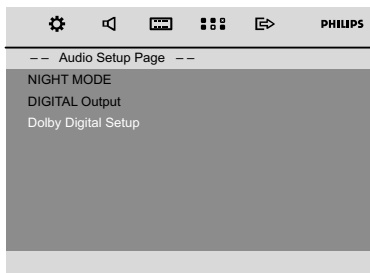 PHILIPS
-- Audio Setup Page --
NIGHT MODE
DIGITAL Output
Dolby Digital Setup